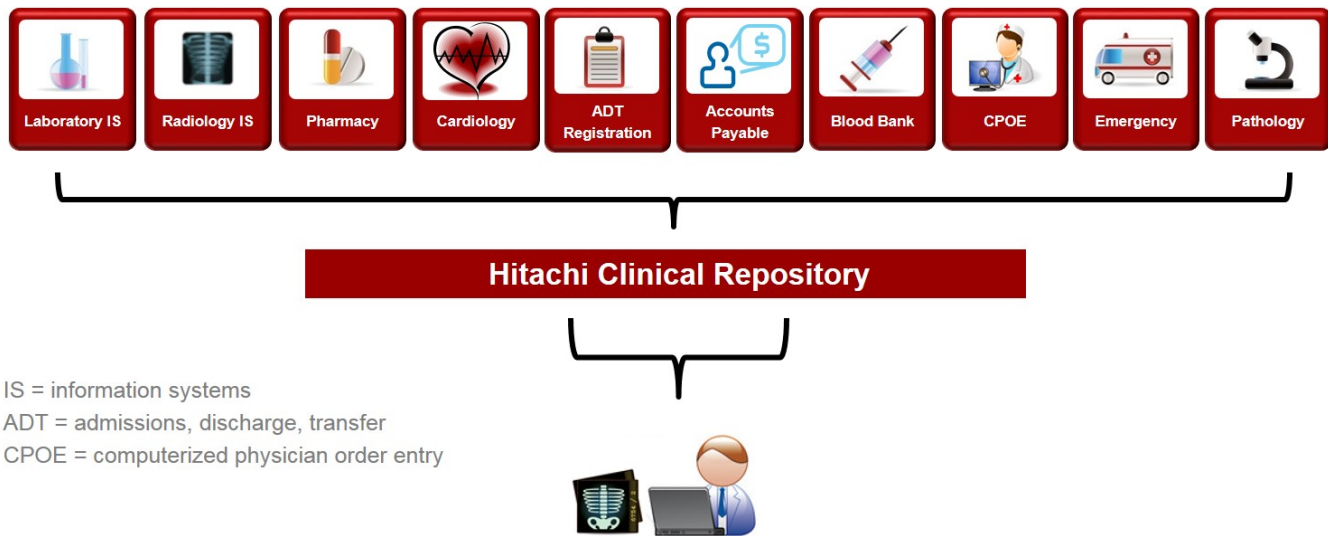 Laboratory IS
Radiology IS
Pharmacy
Cardiology
ADT
Registration
Accounts
Payable
Blood Bank
CPOE
Emergency
Pathology
$
Hitachi Clinical Repository
IS = information systems
ADT = admissions, discharge, transfer
CPOE = computerized physician order entry